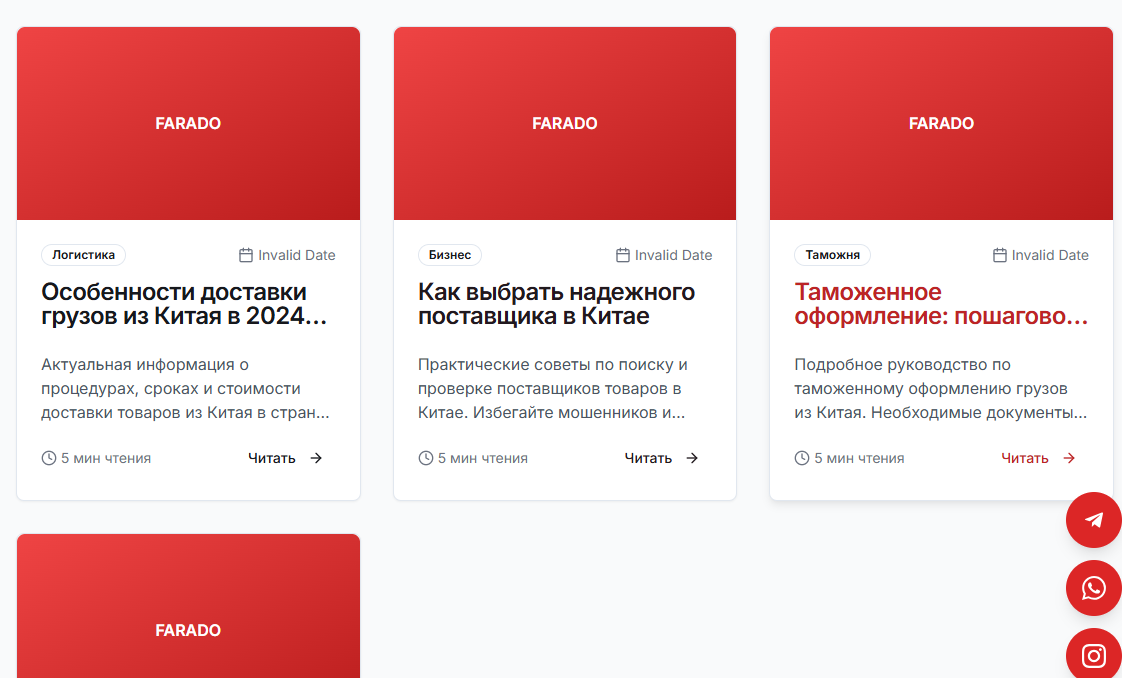 FARADO
Логистика
Invalid Date
Особенности доставки
грузов из Китая в 2024...
Актуальная информация о
процедурах, сроках и стоимости
доставки товаров из Китая в стран...
5 мин чтения
Читать
FARADO
Бизнес
Invalid Date
Как выбрать надежного
поставщика в Китае
Практические советы по поиску и
проверке поставщиков товаров в
Китае. Избегайте мошенников и...
5 мин чтения
Читать
FARADO
Таможня
Invalid Date
Таможенное
оформление: пошагово...
Подробное руководство по
таможенному оформлению грузов
из Китая. Необходимые документы...
5 мин чтения
Читать
FARADO